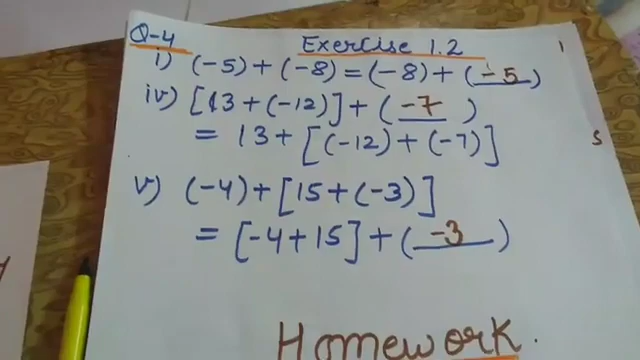 Q-4 Exercise 1.2
i) (-5) + (-8) = (-8) + (-5)
iv) [13 + (-12)] + (-7)
= 13 + [(-12) + (-7)]
v) (-4) + [15 + (-3)]
= [-4 + 15] + (-3)
Homework.